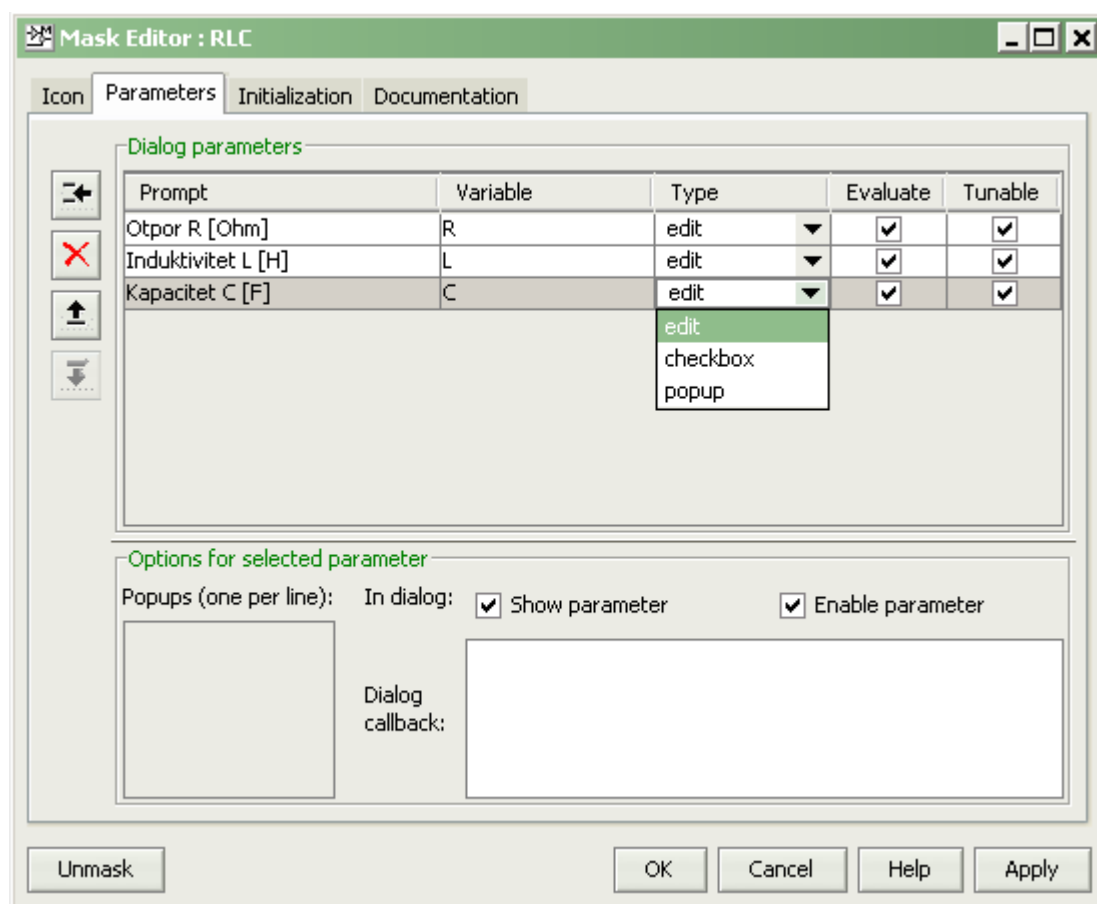 Mask Editor : RLC
Icon Parameters Initialization Documentation
Dialog parameters
Prompt Variable Type Evaluate Tunable
Otpor R [Ohm] R edit
Induktivitet L [H] L edit
Kapacitet C [F] C edit
edit
checkbox
popup
Options for selected parameter
Popups (one per line): In dialog: Show parameter Enable parameter
Dialog
callback:
Unmask OK Cancel Help Apply